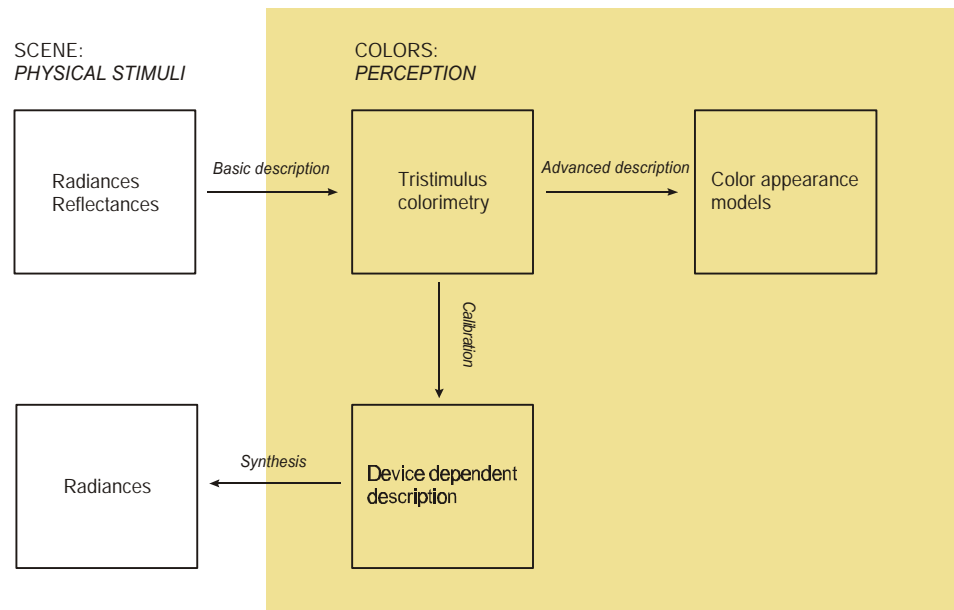 SCENE:
PHYSICAL STIMULI
COLORS:
PERCEPTION
Radiances
Reflectances
Basic description
Tristimulus
colorimetry
Advanced description
Color appearance
models
Calibration
Radiances
Synthesis
Device dependent
description